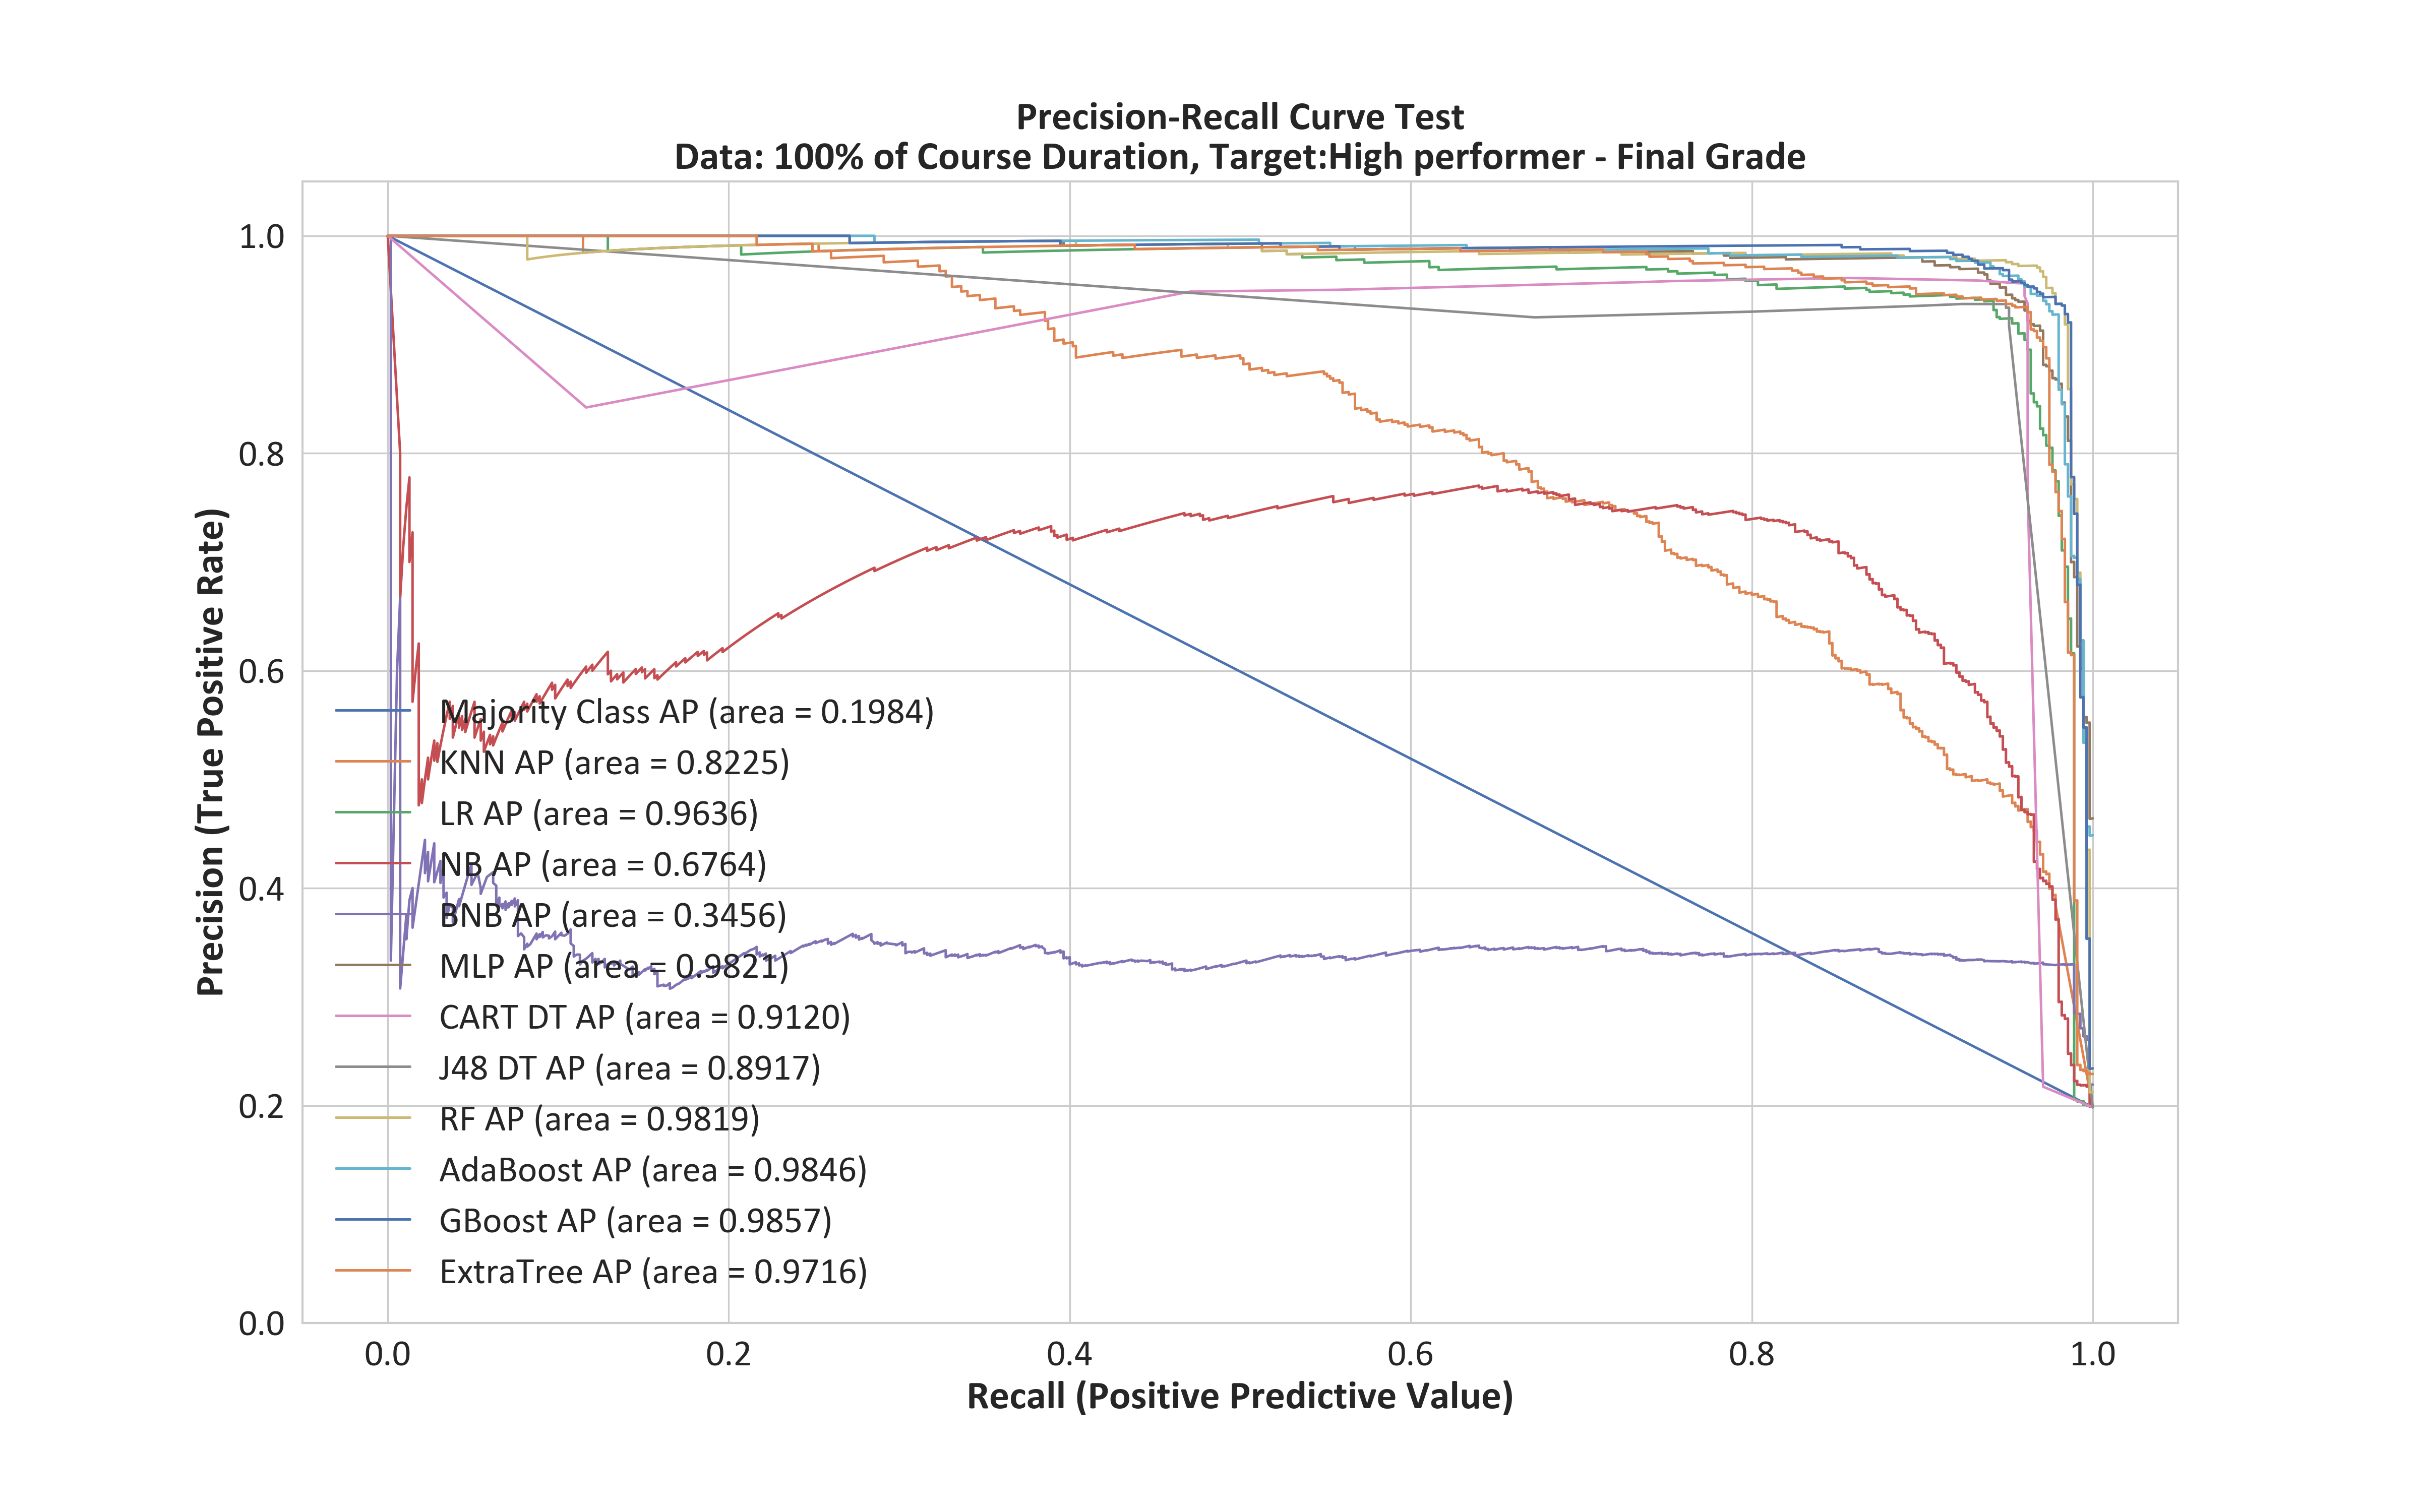 Precision-Recall Curve Test
Data: 100% of Course Duration, Target:High performer - Final Grade
Precision (True Positive Rate)
1.0
0.8
0.6
0.4
0.2
0.0
Majority Class AP (area = 0.1984)
KNN AP (area = 0.8225)
LR AP (area = 0.9636)
NB AP (area = 0.6764)
BNB AP (area = 0.3456)
MLP AP (area = 0.9821)
CART DT AP (area = 0.9120)
J48 DT AP (area = 0.8917)
RF AP (area = 0.9819)
AdaBoost AP (area = 0.9846)
GBoost AP (area = 0.9857)
ExtraTree AP (area = 0.9716)
0.0 0.2 0.4 0.6 0.8 1.0
Recall (Positive Predictive Value)